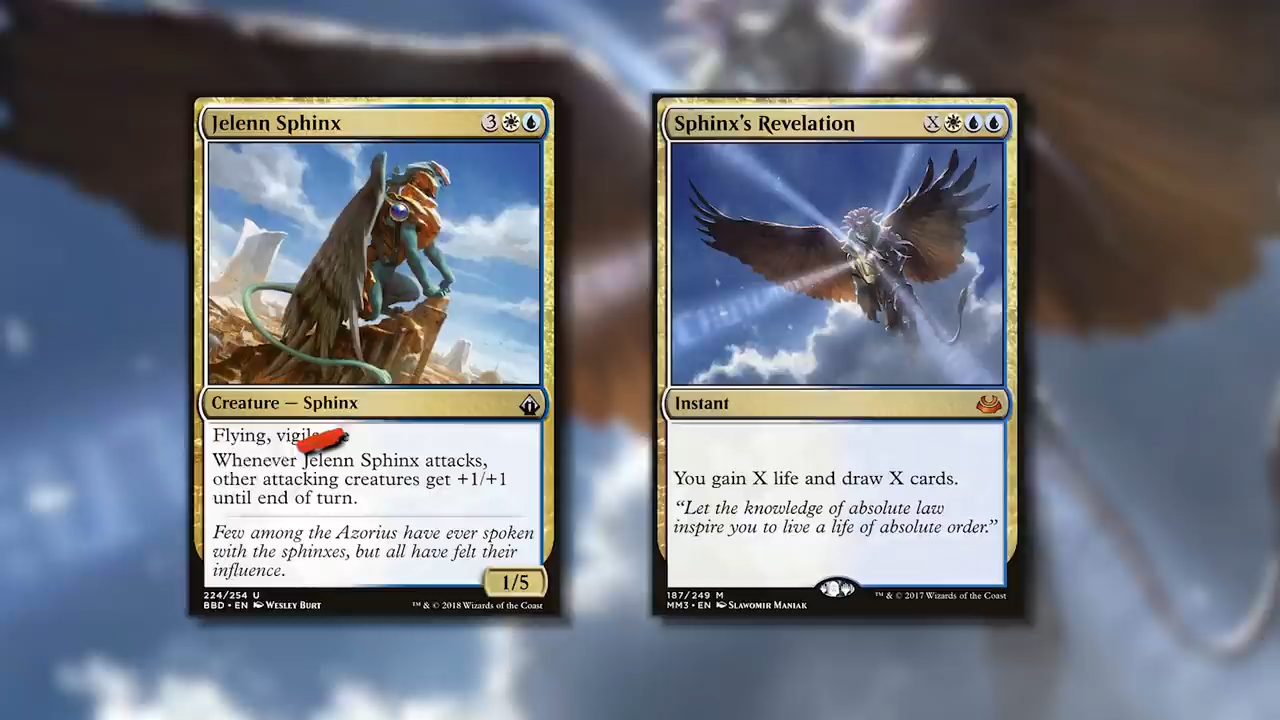 Jelenn Sphinx 3
Creature — Sphinx
Flying,
Whenever Jelenn Sphinx attacks,
other attacking creatures get +1/+1
until end of turn.
Few among the Azorius have ever spoken
with the sphinxes, but all have felt their
influence.
1/5
224/254 U
BBD • EN Wesley Burt
™ & © 2018 Wizards of the Coast
Sphinx's Revelation X
Instant
You gain X life and draw X cards.
“Let the knowledge of absolute law
inspire you to live a life of absolute order.”
187/249 M
MM3 • EN Slawomir Maniak
™ & © 2017 Wizards of the Coast